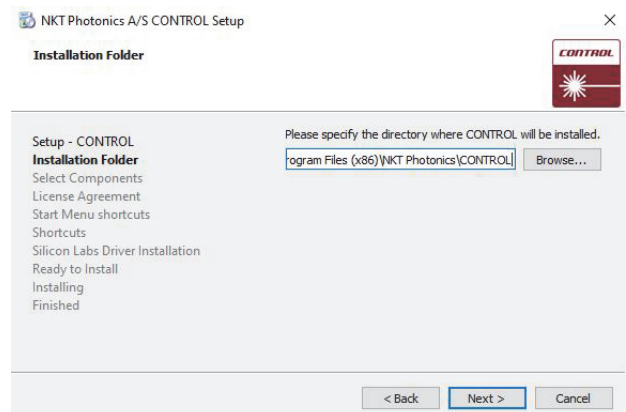 NKT Photonics A/S CONTROL Setup
Installation Folder
CONTROL
Setup - CONTROL
Installation Folder
Select Components
License Agreement
Start Menu shortcuts
Shortcuts
Silicon Labs Driver Installation
Ready to Install
Installing
Finished
Please specify the directory where CONTROL will be installed.
rogram Files (x86)\NKT Photonics\CONTROL
Browse...
< Back
Next >
Cancel